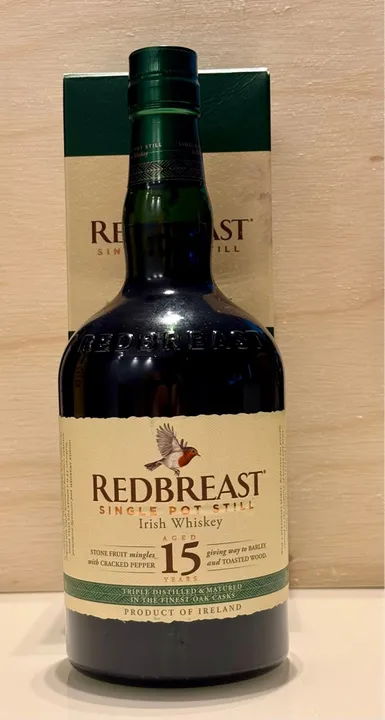 POT STILL
REDBREAST
SINGLE POT STILL
REDBREAST
REDBREAST
SINGLE POT STILL
Irish Whiskey
AGED
15
YEARS
STONE FRUIT mingles
with CRACKED PEPPER
giving way to BARLEY
and TOASTED WOOD.
TRIPLE DISTILLED & MATURED
IN THE FINEST OAK CASKS
PRODUCT OF IRELAND